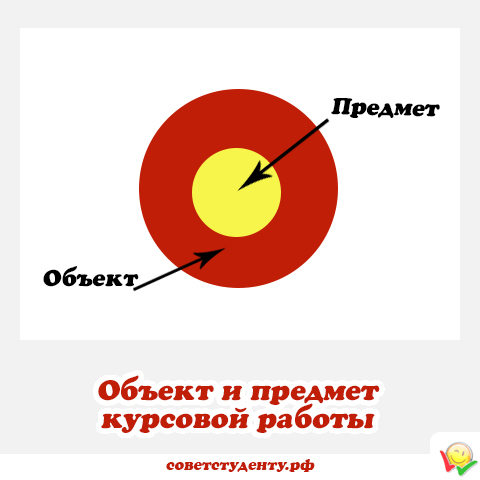 Предмет
Объект
Объект и предмет
курсовой работы
советстуденту.рф